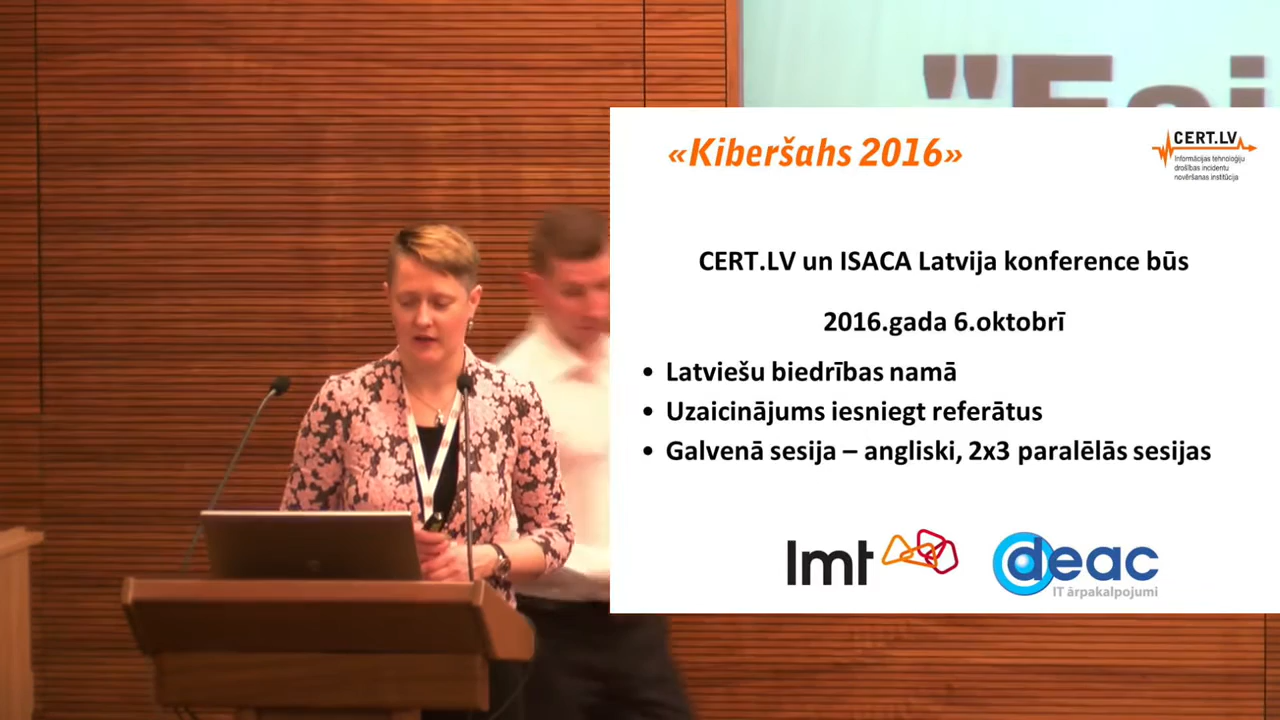 «Kiberšahs 2016»
CERT.LV
Informācijas tehnoloģiju
drošības incidentu
novēršanas institūcija
CERT.LV un ISACA Latvija konference būs
2016.gada 6.oktobrī
• Latviešu biedrības namā
• Uzaicinājums iesniegt referātus
• Galvenā sesija – angliski, 2x3 paralēlās sesijas
lmt
deac
IT ārpakalpojumi